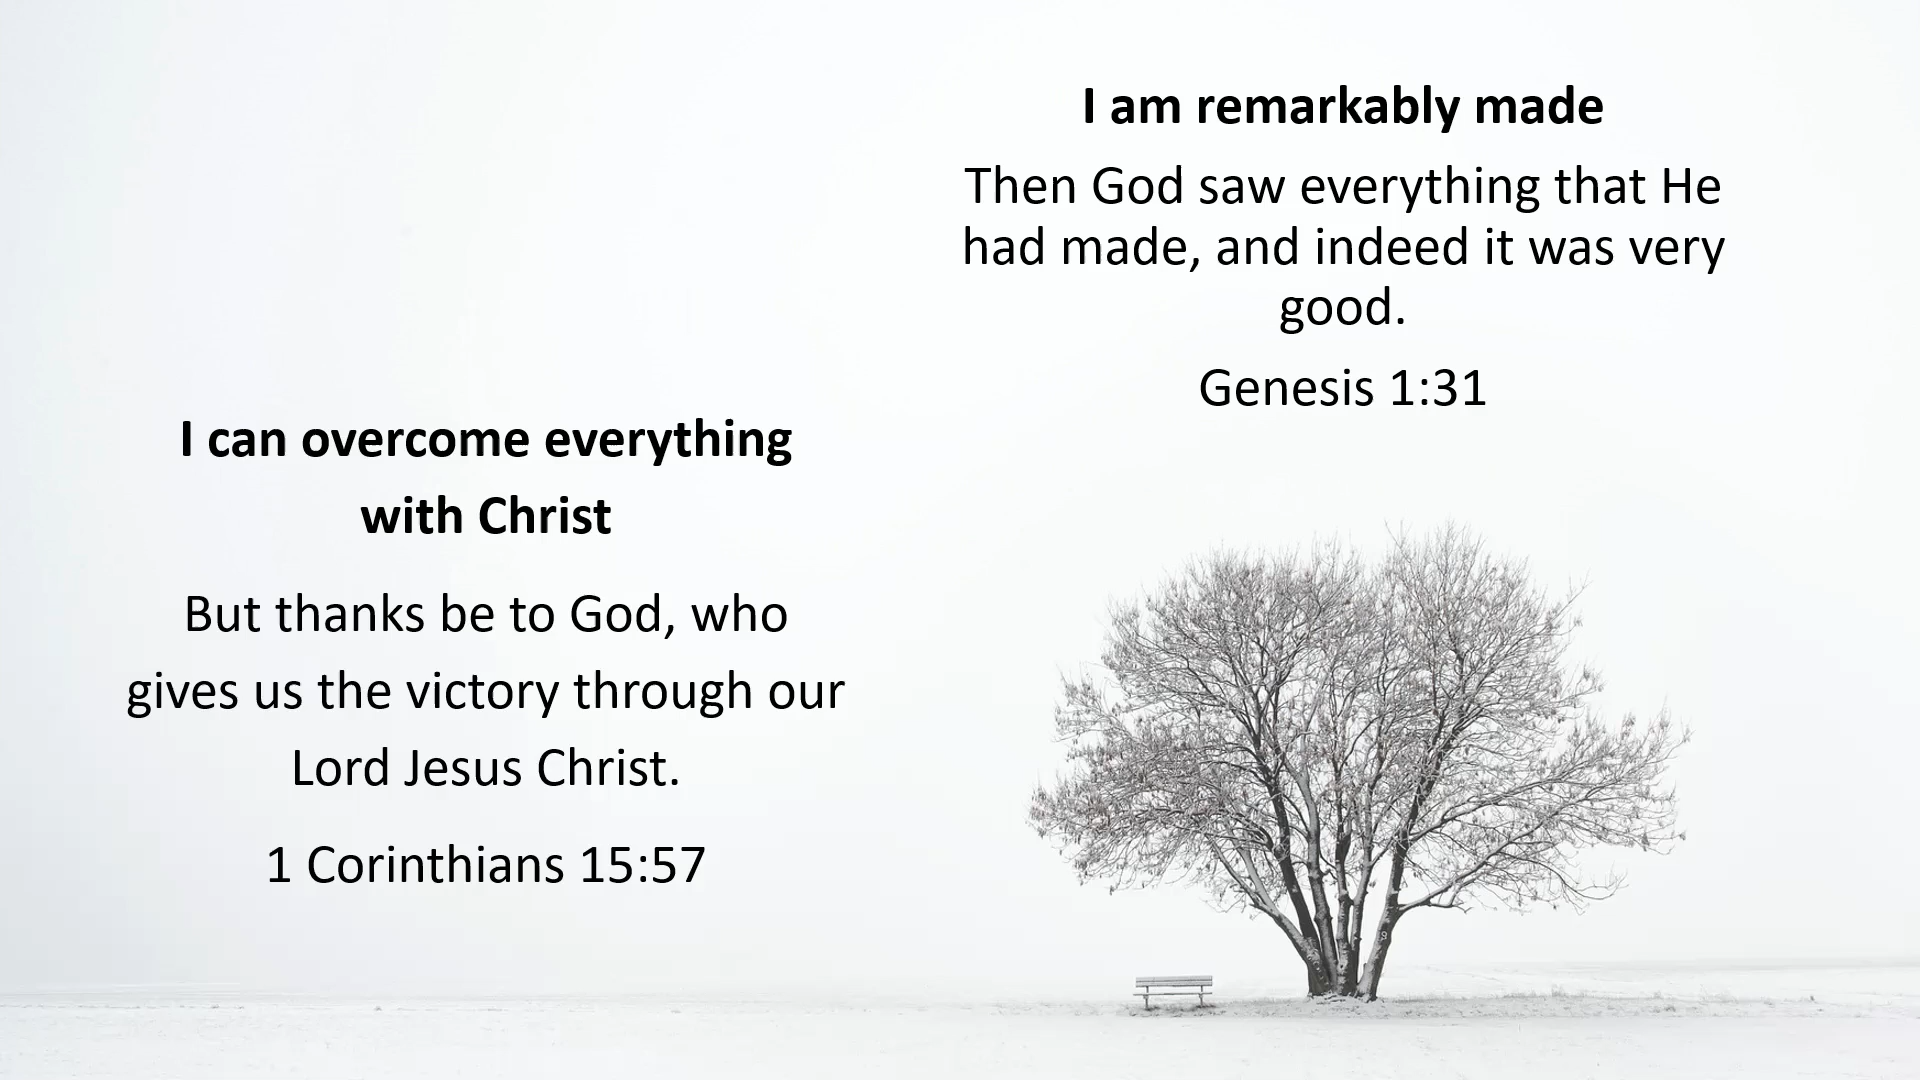 I am remarkably made
Then God saw everything that He
had made, and indeed it was very
good.
Genesis 1:31
I can overcome everything
with Christ
But thanks be to God, who
gives us the victory through our
Lord Jesus Christ.
1 Corinthians 15:57